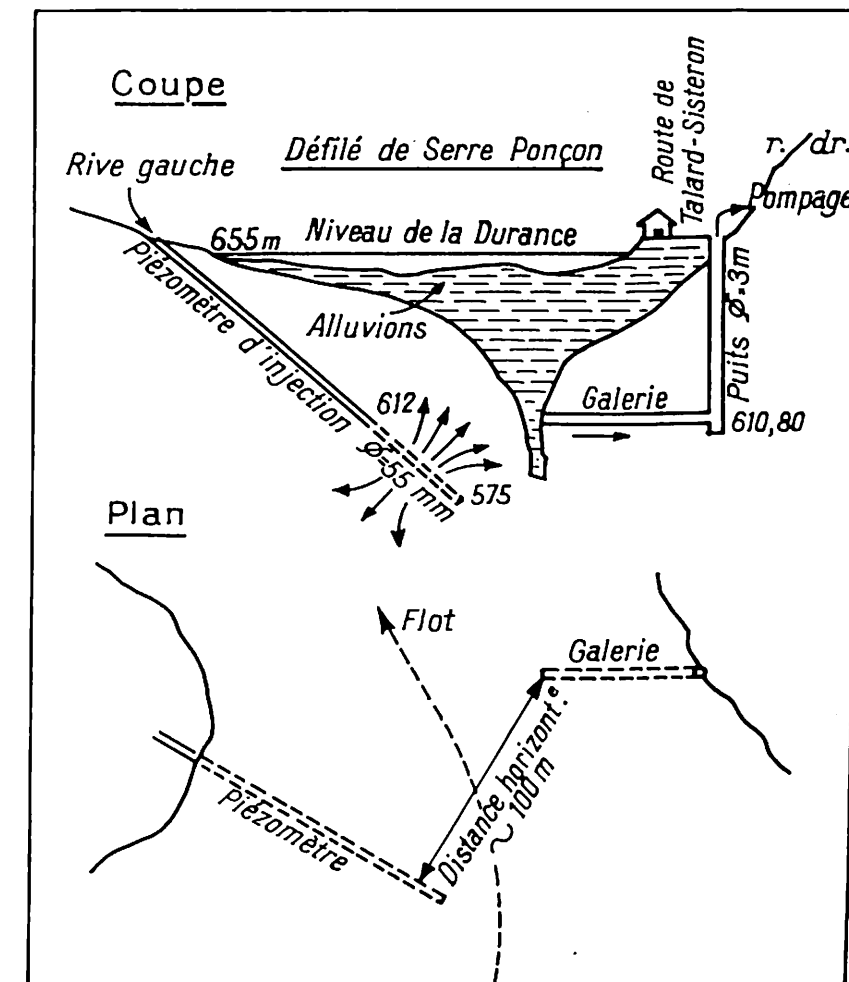 Coupe
Défilé de Serre Ponçon
Route de
Talard-Sisteron
r. dr.
Rive gauche
Pompage
655 m
Niveau de la Durance
Piézomètre d'injection ø=55 mm
Alluvions
Puits ø=3m
612
Galerie
610,80
575
Plan
Flot
Galerie
Distance horizont.e
~ 100 m
Piézomètre